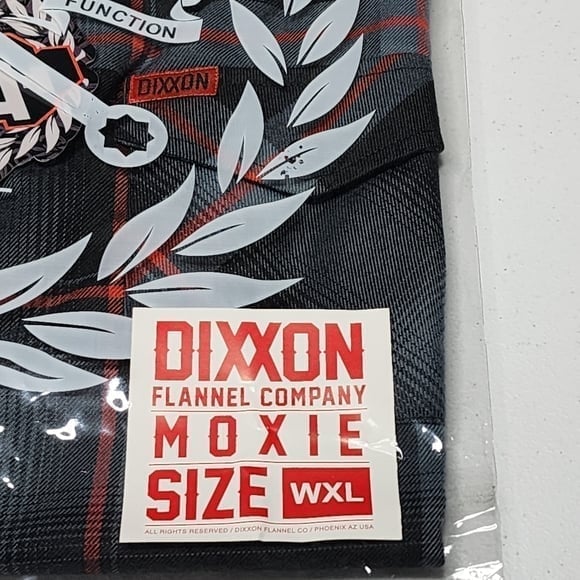 FUNCTION
DIXXON
DIXXON
FLANNEL COMPANY
MOXIE
SIZE WXL
ALL RIGHTS RESERVED / DIXXON FLANNEL CO / PHOENIX AZ USA